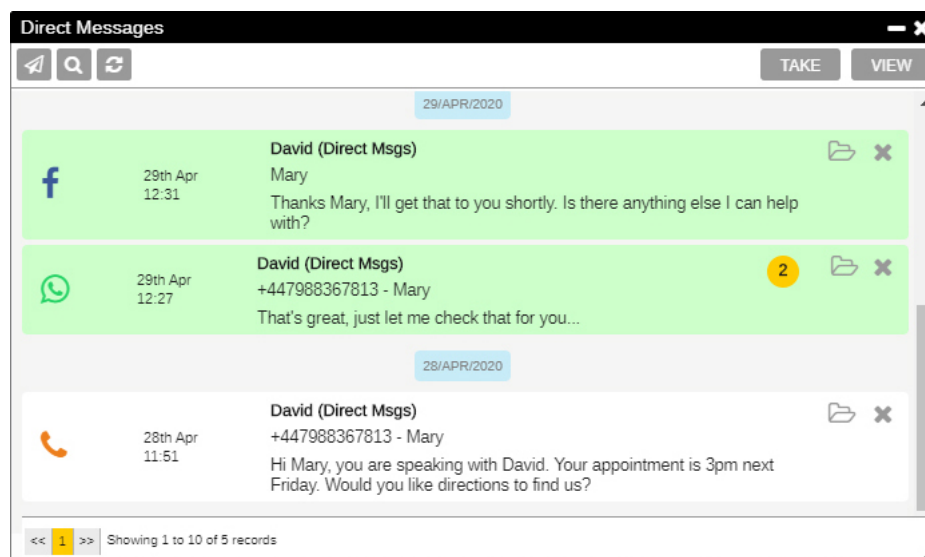 Direct Messages
TAKE
VIEW
29/APR/2020
David (Direct Msgs)
29th Apr
12:31
Mary
Thanks Mary, I'll get that to you shortly. Is there anything else I can help
with?
David (Direct Msgs)
2
29th Apr
12:27
+447988367813 - Mary
That's great, just let me check that for you...
28/APR/2020
David (Direct Msgs)
28th Apr
11:51
+447988367813 - Mary
Hi Mary, you are speaking with David. Your appointment is 3pm next
Friday. Would you like directions to find us?
<< 1 >> Showing 1 to 10 of 5 records